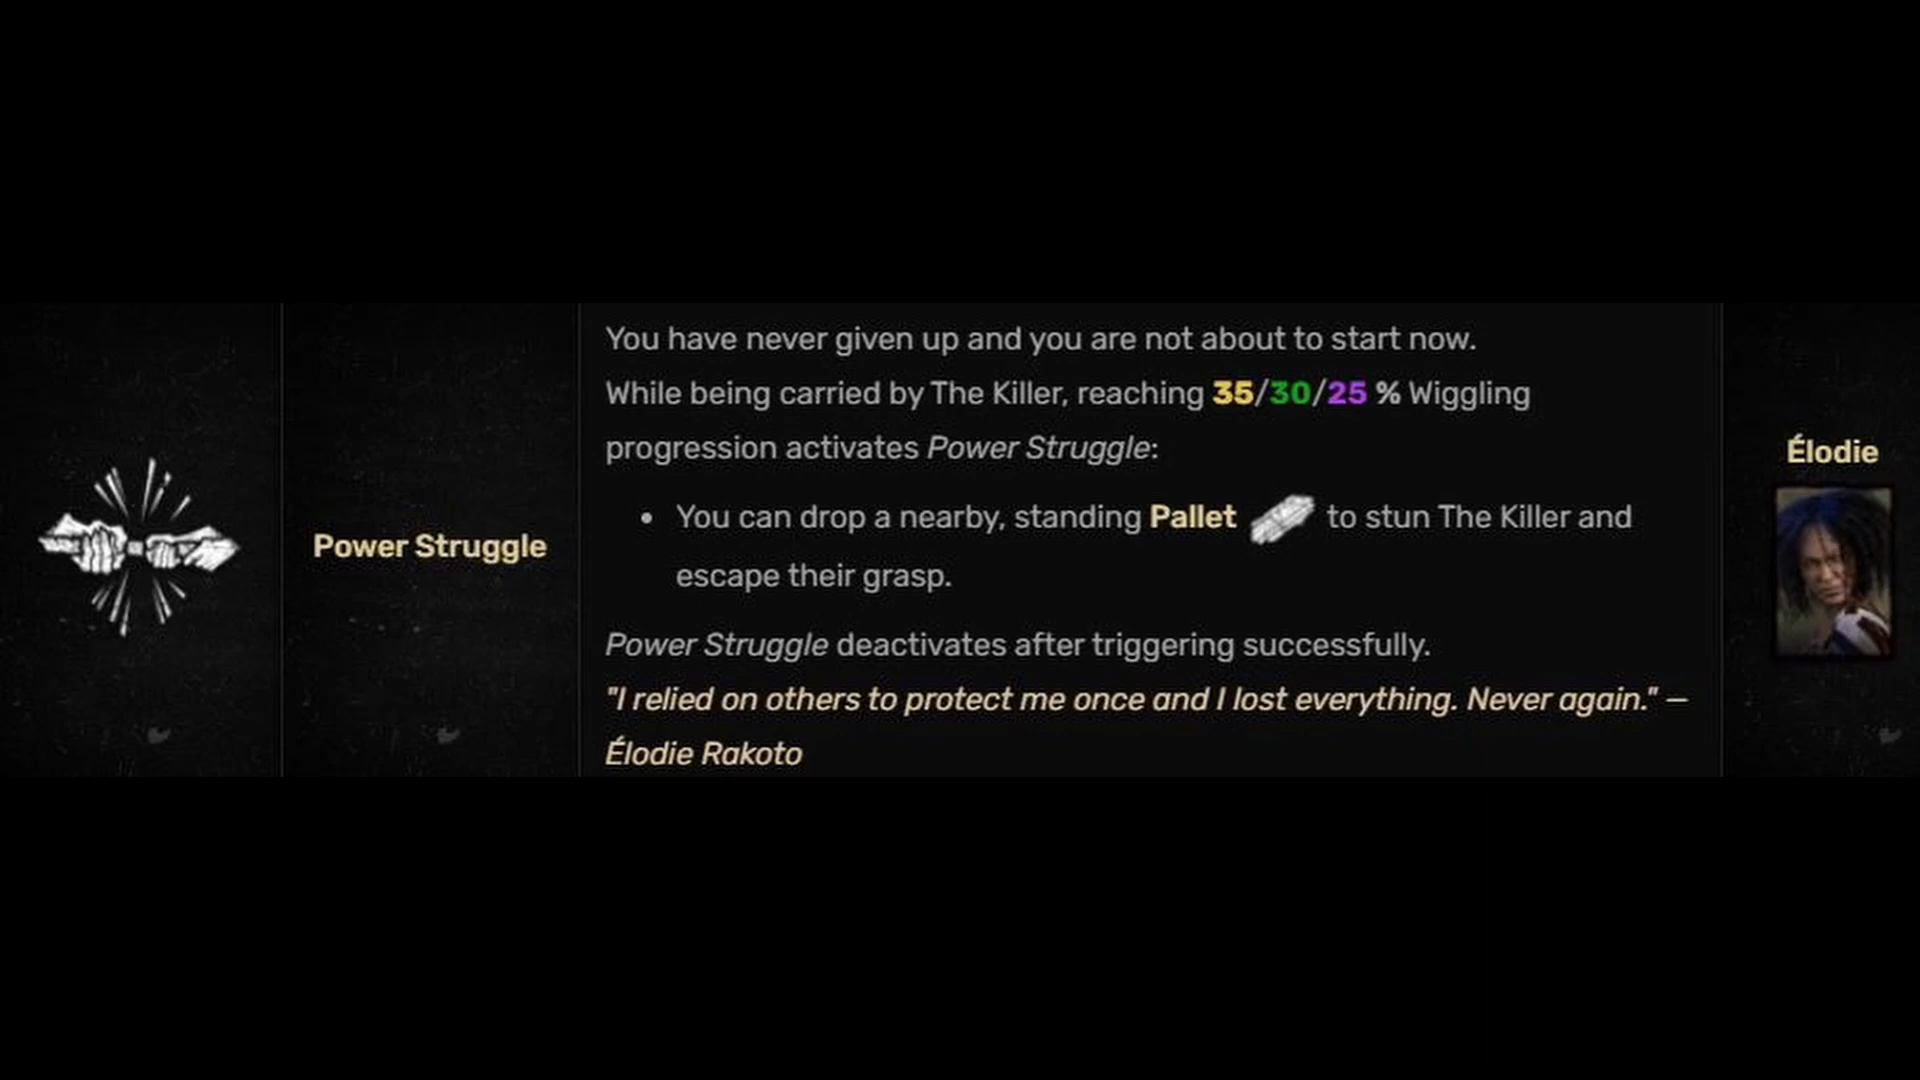 You have never given up and you are not about to start now.
While being carried by The Killer, reaching 35/30/25 % Wiggling
progression activates Power Struggle:
Élodie
• You can drop a nearby, standing Pallet to stun The Killer and
Power Struggle
escape their grasp.
Power Struggle deactivates after triggering successfully.
"I relied on others to protect me once and I lost everything. Never again." —
Élodie Rakoto